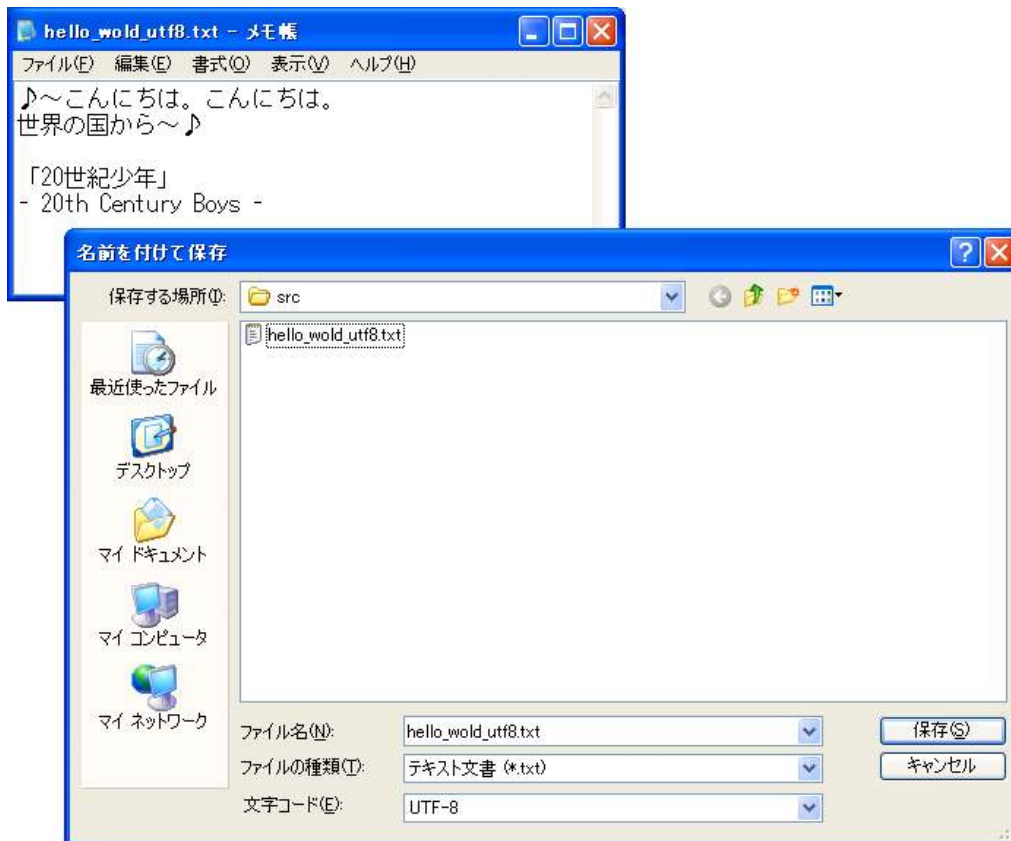 hello_wold_utf8.txt - メモ帳
ファイル(F) 編集(E) 書式(O) 表示(V) ヘルプ(H)
♪~こんにちは。こんにちは。
世界の国から~♪
「20世紀少年」
- 20th Century Boys -
名前を付けて保存
保存する場所(I):
src
hello_wold_utf8.txt
最近使ったファイル
デスクトップ
マイ ドキュメント
マイ コンピュータ
マイ ネットワーク
ファイル名(N):
hello_wold_utf8.txt
保存(S)
ファイルの種類(T):
テキスト文書 (*.txt)
キャンセル
文字コード(E):
UTF-8